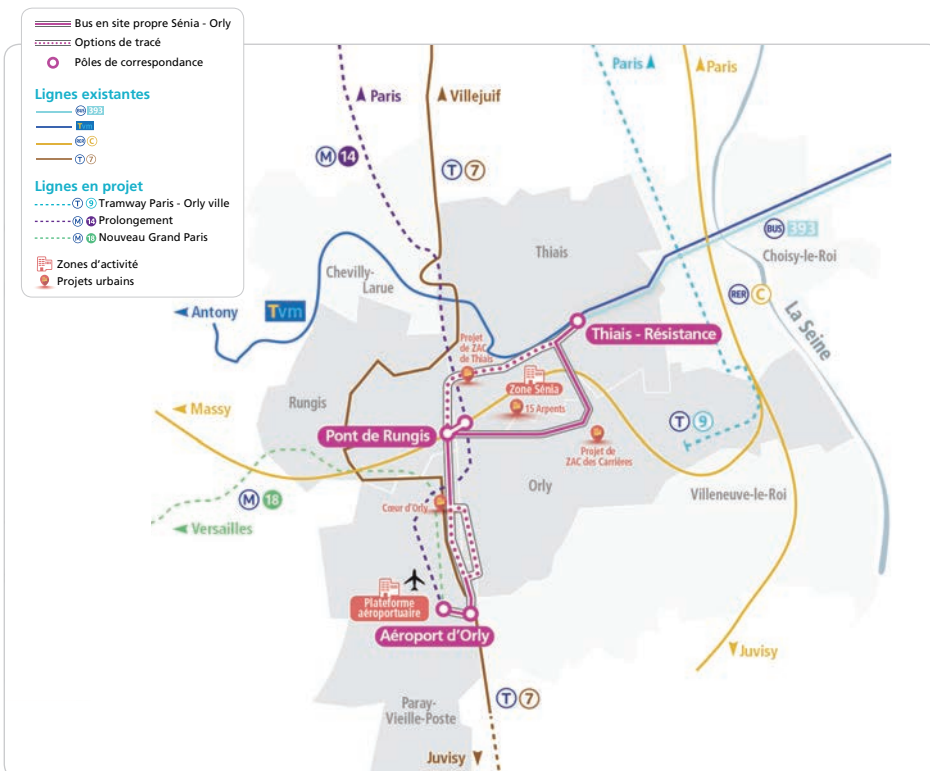 Bus en site propre Sénia - Orly
Options de tracé
Pôles de correspondance
Lignes existantes
BUS 393
Tvm
RER C
T 7
Lignes en projet
T 9 Tramway Paris - Orly ville
M 14 Prolongement
M 18 Nouveau Grand Paris
Zones d'activité
Projets urbains
Paris
Villejuif
Paris
Paris
M 14
T 7
Thiais
BUS 393
Choisy-le-Roi
Chevilly-
Larue
RER C
La Seine
Antony
Tvm
Thiais - Résistance
Projet
de ZAC
de Thiais
Zone Sénia
15 Arpents
Rungis
Massy
Pont de Rungis
T 9
Projet de
ZAC des Carrières
Orly
Villeneuve-le-Roi
M 18
Cœur d'Orly
Versailles
Plateforme
aéroportuaire
Aéroport d'Orly
Juvisy
T 7
Paray-
Vieille-Poste
Juvisy